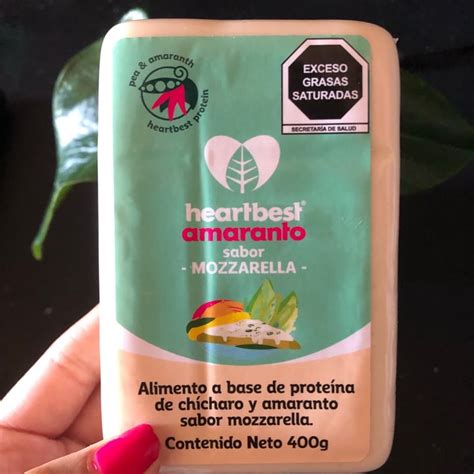 pea & amaranth
heartbest protein
EXCESO
GRASAS
SATURADAS
SECRETARÍA DE SALUD
heartbest®
amaranto
sabor
- MOZZARELLA -
Alimento a base de proteína
de chícharo y amaranto
sabor mozzarella.
Contenido Neto 400g